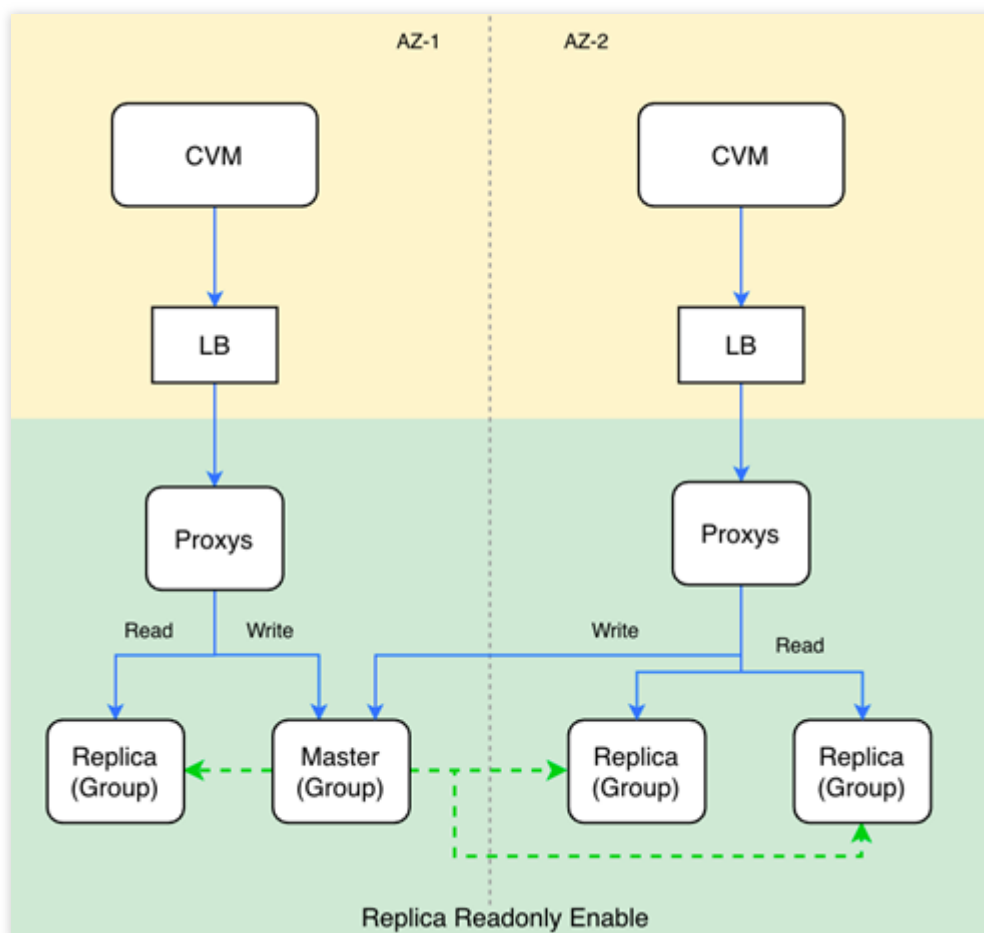 AZ-1
AZ-2
CVM
CVM
LB
LB
Proxys
Proxys
Read
Write
Write
Read
Replica
(Group)
Master
(Group)
Replica
(Group)
Replica
(Group)
Replica Readonly Enable